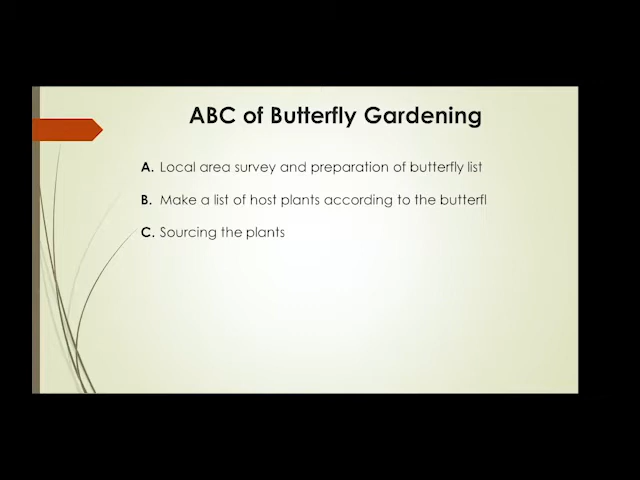 ABC of Butterfly Gardening
A. Local area survey and preparation of butterfly list
B. Make a list of host plants according to the butterfl
C. Sourcing the plants